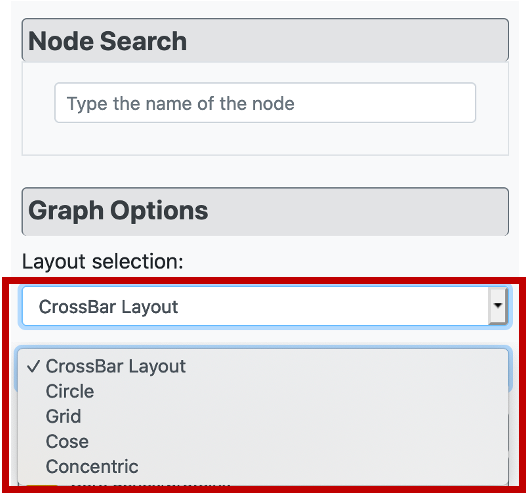 Node Search
Type the name of the node
Graph Options
Layout selection:
CrossBar Layout
✓ CrossBar Layout
Circle
Grid
Cose
Concentric